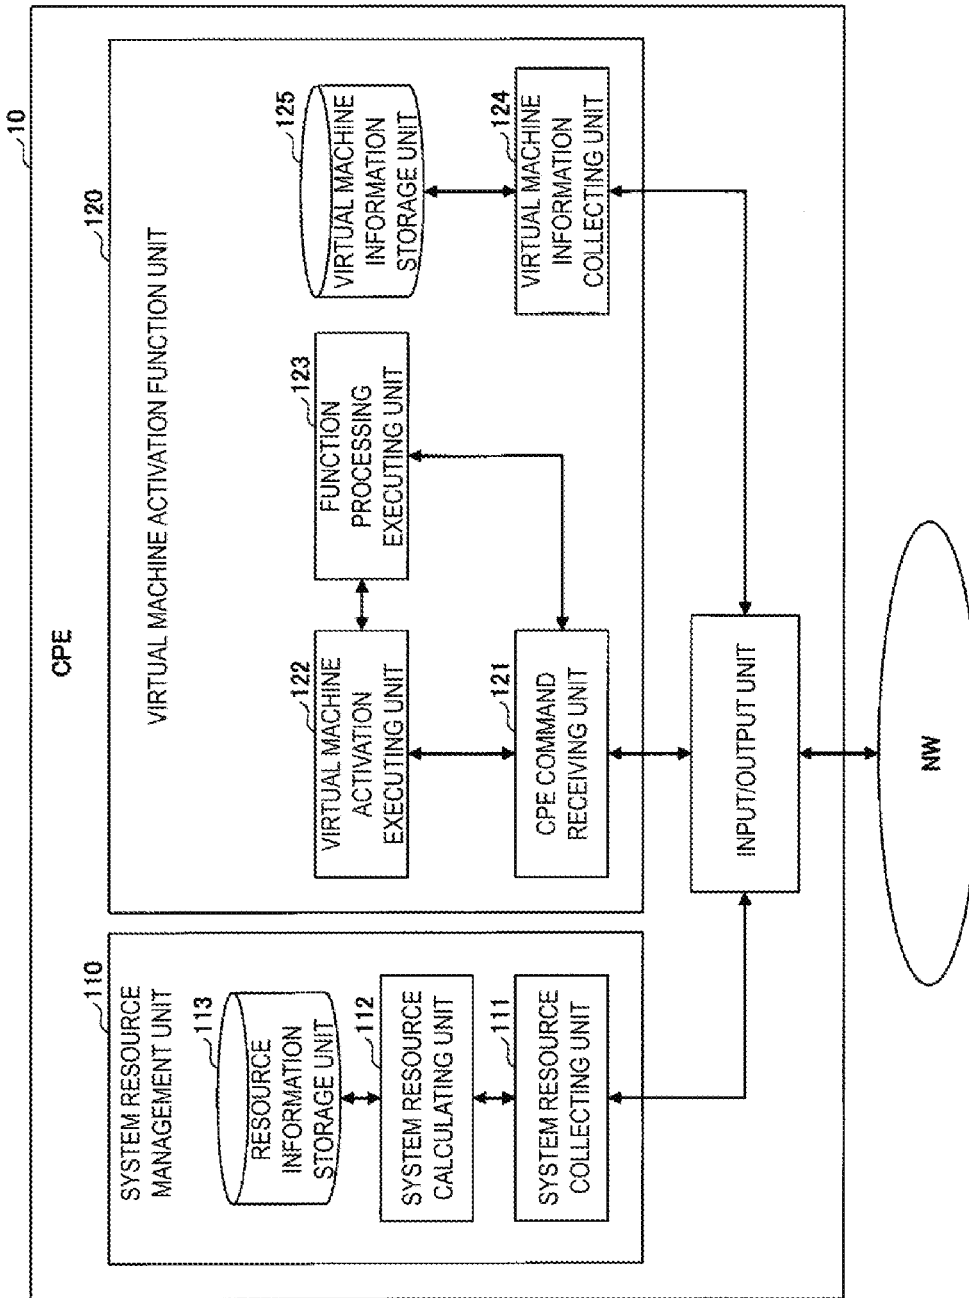 10
CPE
110
SYSTEM RESOURCE
MANAGEMENT UNIT
113
RESOURCE
INFORMATION
STORAGE UNIT
112
SYSTEM RESOURCE
CALCULATING UNIT
111
SYSTEM RESOURCE
COLLECTING UNIT
120
VIRTUAL MACHINE ACTIVATION FUNCTION UNIT
122
VIRTUAL MACHINE
ACTIVATION
EXECUTING UNIT
123
FUNCTION
PROCESSING
EXECUTING UNIT
125
VIRTUAL MACHINE
INFORMATION
STORAGE UNIT
121
CPE COMMAND
RECEIVING UNIT
124
VIRTUAL MACHINE
INFORMATION
COLLECTING UNIT
INPUT/OUTPUT UNIT
NW